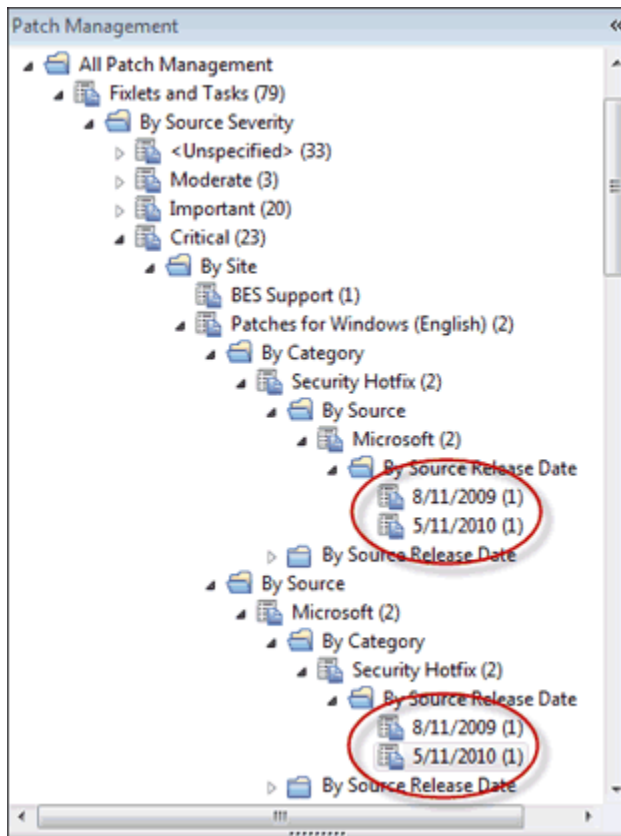 Patch Management
All Patch Management
Fixlets and Tasks (79)
By Source Severity
<Unspecified> (33)
Moderate (3)
Important (20)
Critical (23)
By Site
BES Support (1)
Patches for Windows (English) (2)
By Category
Security Hotfix (2)
By Source
Microsoft (2)
By Source Release Date
8/11/2009 (1)
5/11/2010 (1)
By Source Release Date
By Source
Microsoft (2)
By Category
Security Hotfix (2)
By Source Release Date
8/11/2009 (1)
5/11/2010 (1)
By Source Release Date